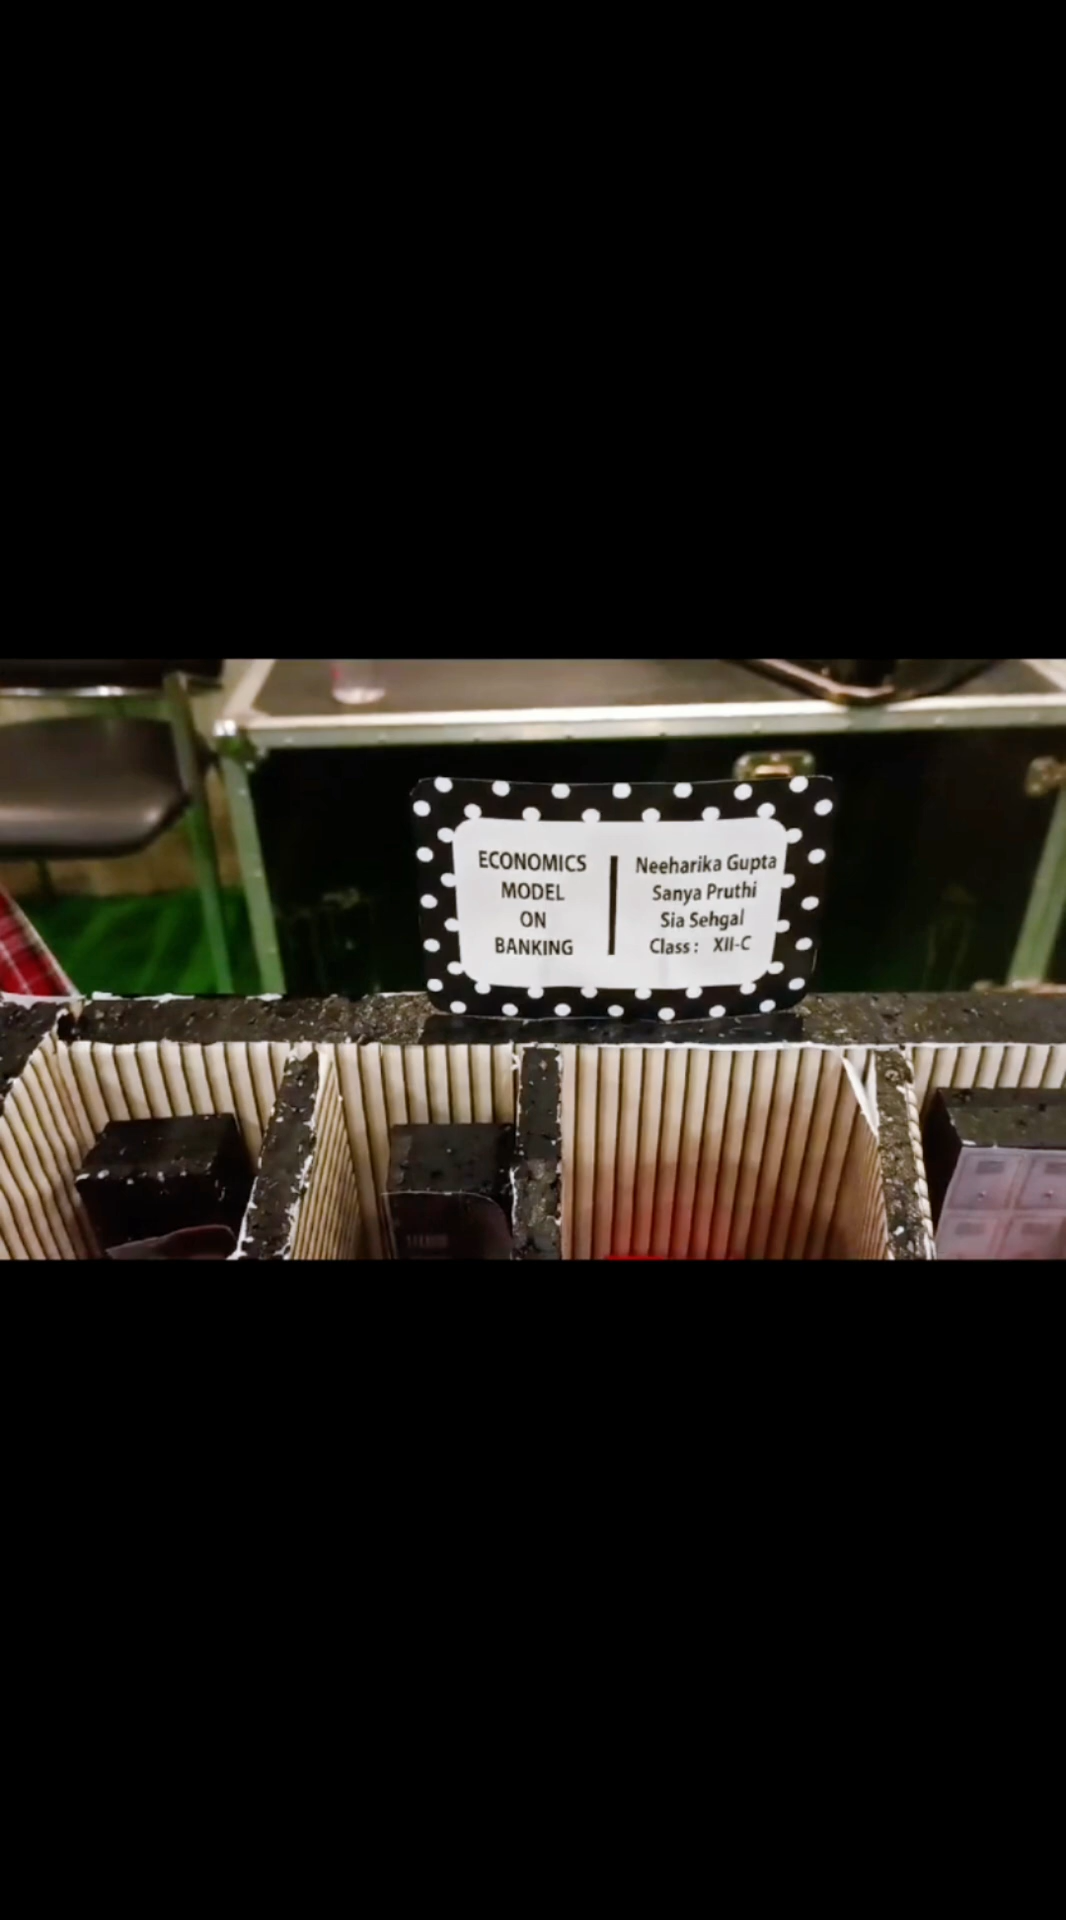 ECONOMICS
MODEL
ON
BANKING
Neeharika Gupta
Sanya Pruthi
Sia Sehgal
Class : XII-C